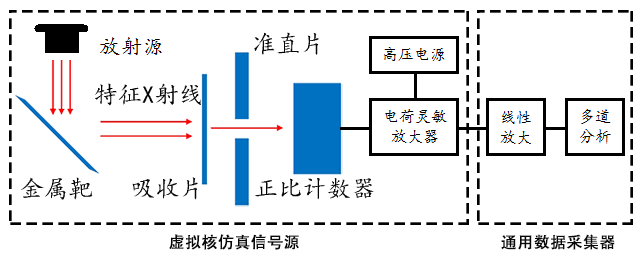 放射源
准直片
高压电源
特征X射线
电荷灵敏
放大器
线性
放大
多道
分析
金属靶
吸收片
正比计数器
虚拟核仿真信号源
通用数据采集器